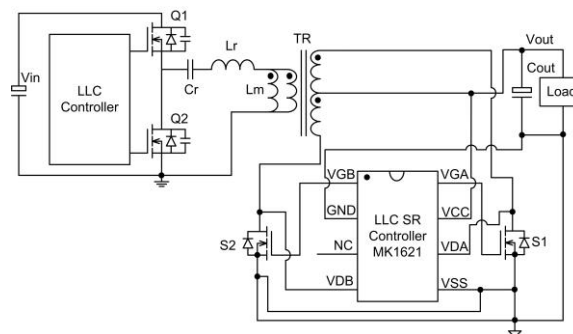 Q1
TR
Lr
Vout
Vin
LLC
Controller
Cr
Lm
Cout
Load
Q2
VGB
VGA
GND
VCC
LLC SR
Controller
MK1621
S2
NC
VDA
S1
VDB
VSS